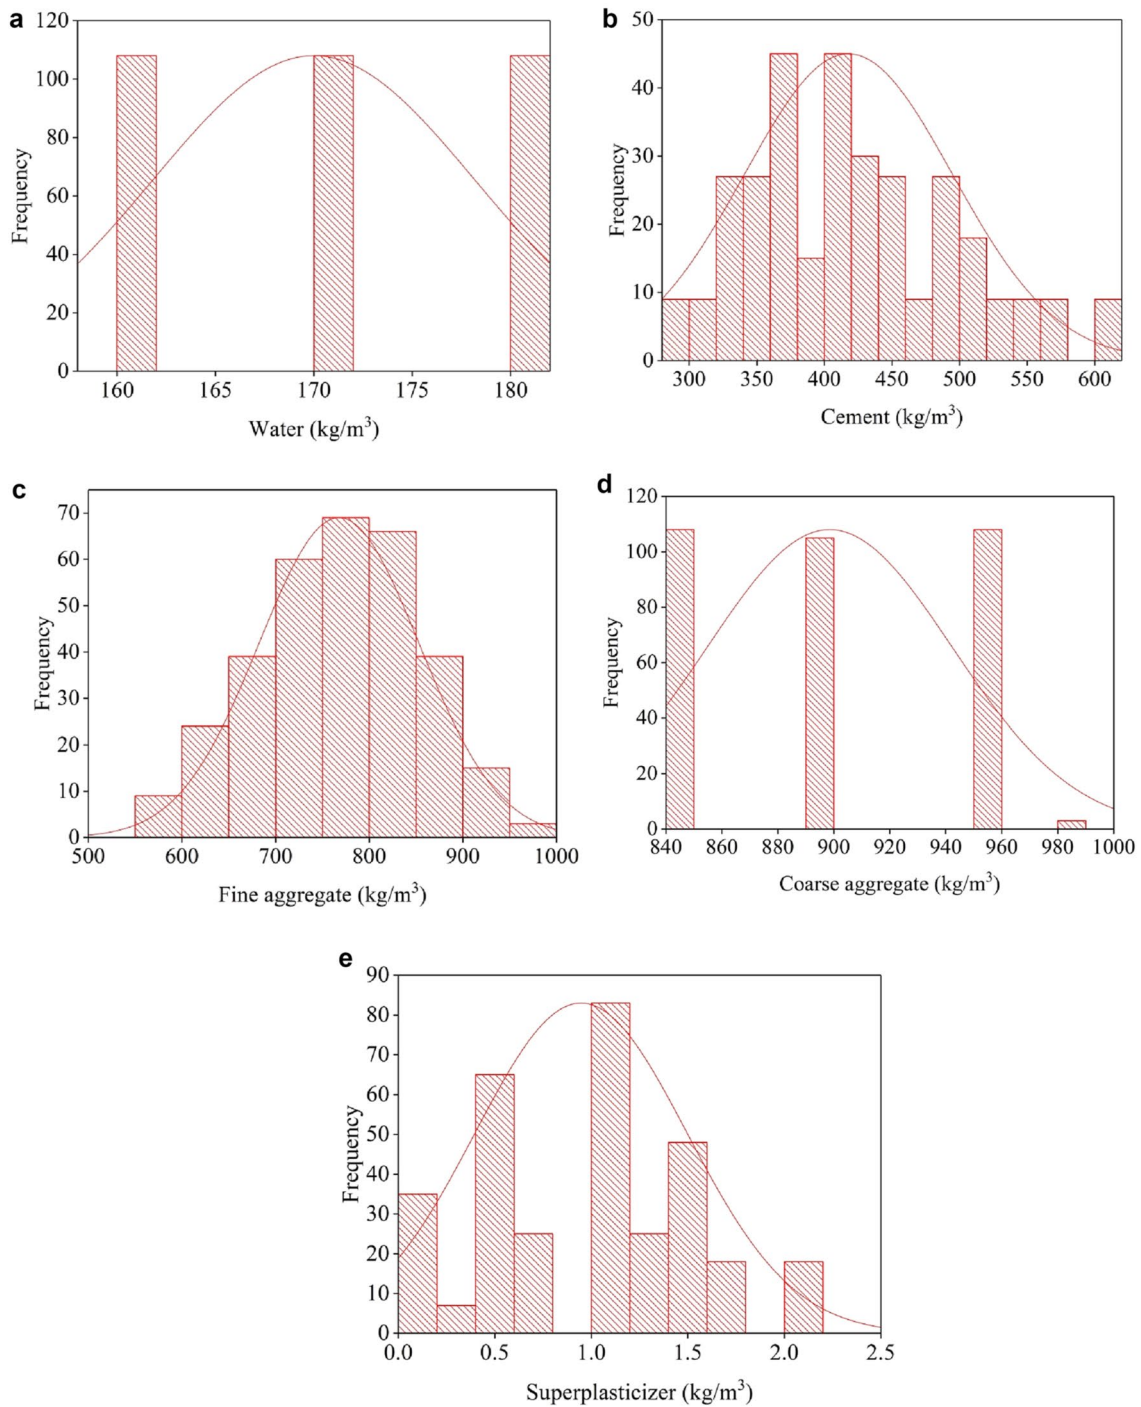 a
120
100
80
60
40
20
0
Frequency
160 165 170 175 180
Water (kg/m³)
b
50
40
30
20
10
0
Frequency
300 350 400 450 500 550 600
Cement (kg/m³)
c
70
60
50
40
30
20
10
0
Frequency
500 600 700 800 900 1000
Fine aggregate (kg/m³)
d
120
100
80
60
40
20
0
Frequency
840 860 880 900 920 940 960 980 1000
Coarse aggregate (kg/m³)
e
90
80
70
60
50
40
30
20
10
0
Frequency
0.0 0.5 1.0 1.5 2.0 2.5
Superplasticizer (kg/m³)